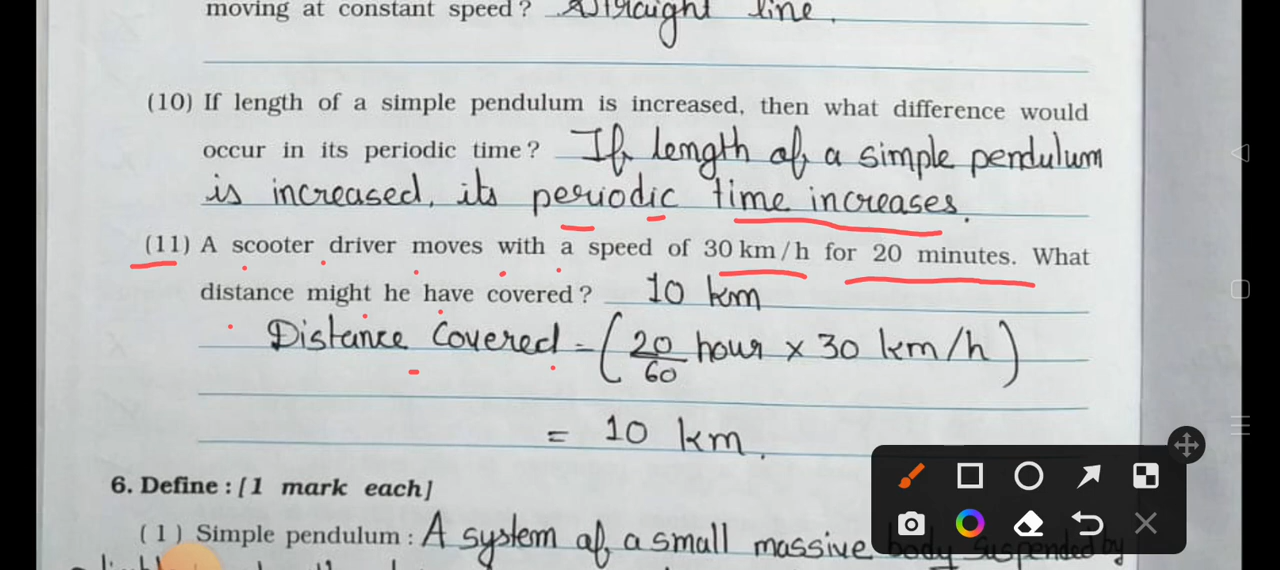 moving at constant speed? Straight line.
(10) If length of a simple pendulum is increased, then what difference would
occur in its periodic time? If length of a simple pendulum
is increased, its periodic time increases.
(11) A scooter driver moves with a speed of 30 km/h for 20 minutes. What
distance might he have covered? 10 km
Distance Covered = (20/60 hour x 30 km/h)
= 10 km.
6. Define : [1 mark each]
(1) Simple pendulum : A system of a small massive body suspended by